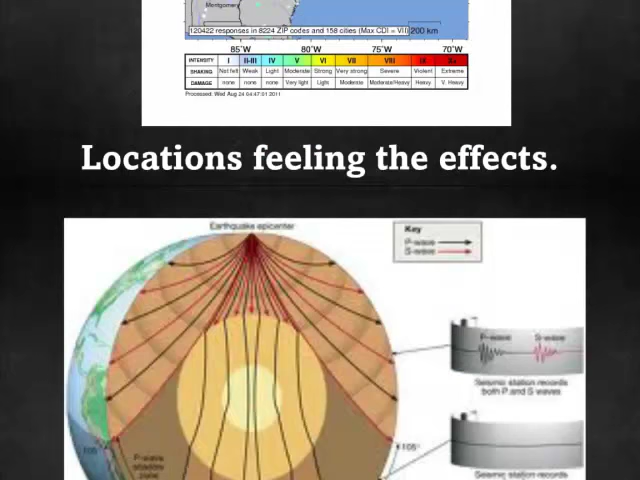 Montgomery
120422 responses in 8224 ZIP codes and 158 cities (Max CDI = VII)
200 km
85°W 80°W 75°W 70°W
INTENSITY I II-III IV V VI VII VIII IX X+
SHAKING Not felt Weak Light Moderate Strong Very strong Severe Violent Extreme
DAMAGE none none none Very light Light Moderate Moderate/Heavy Heavy V. Heavy
Processed: Wed Aug 24 04:47:01 2011
Locations feeling the effects.
Earthquake epicenter
Key
P-wave
S-wave
P-wave S-wave
Seismic station records
both P and S waves
105° 105°
P-wave
shadow
zone
Seismic station records